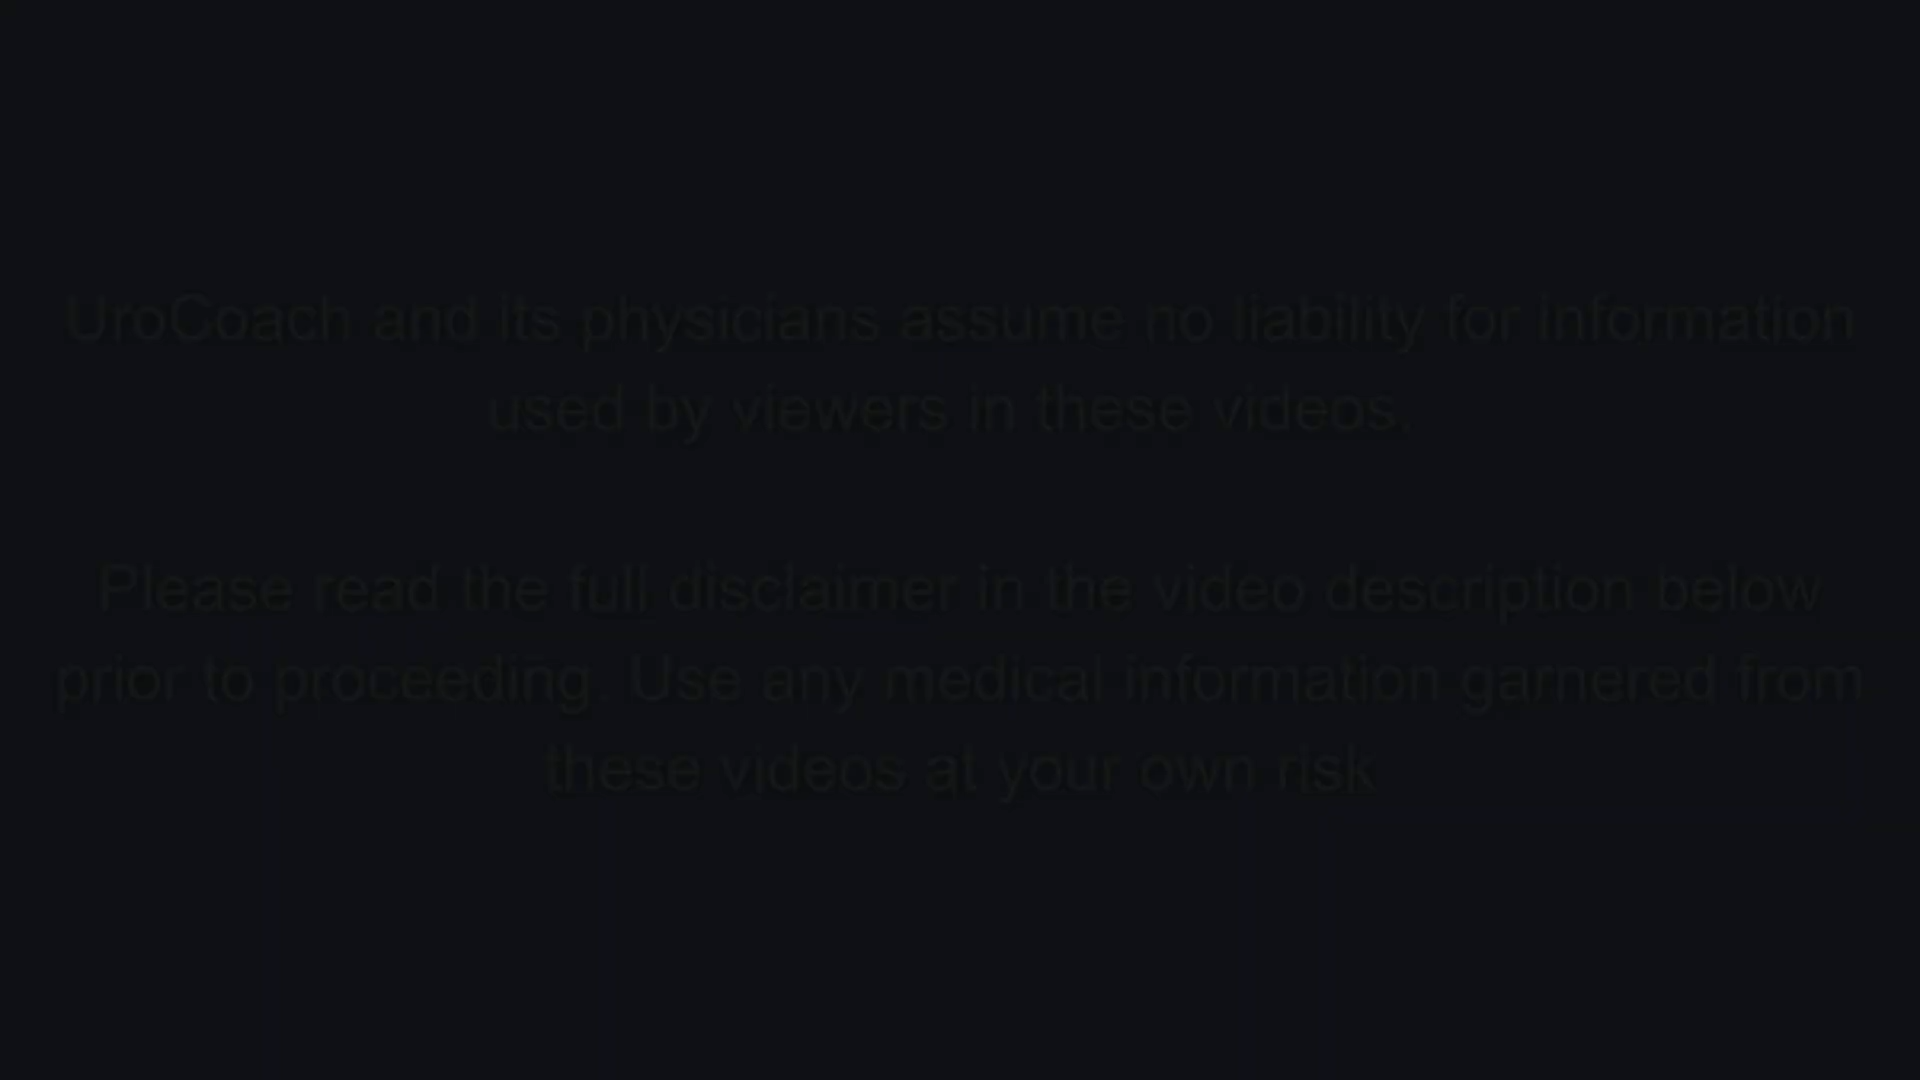 UroCoach and its physicians assume no liability for information
used by viewers in these videos.
Please read the full disclaimer in the video description below
prior to proceeding. Use any medical information garnered from
these videos at your own risk